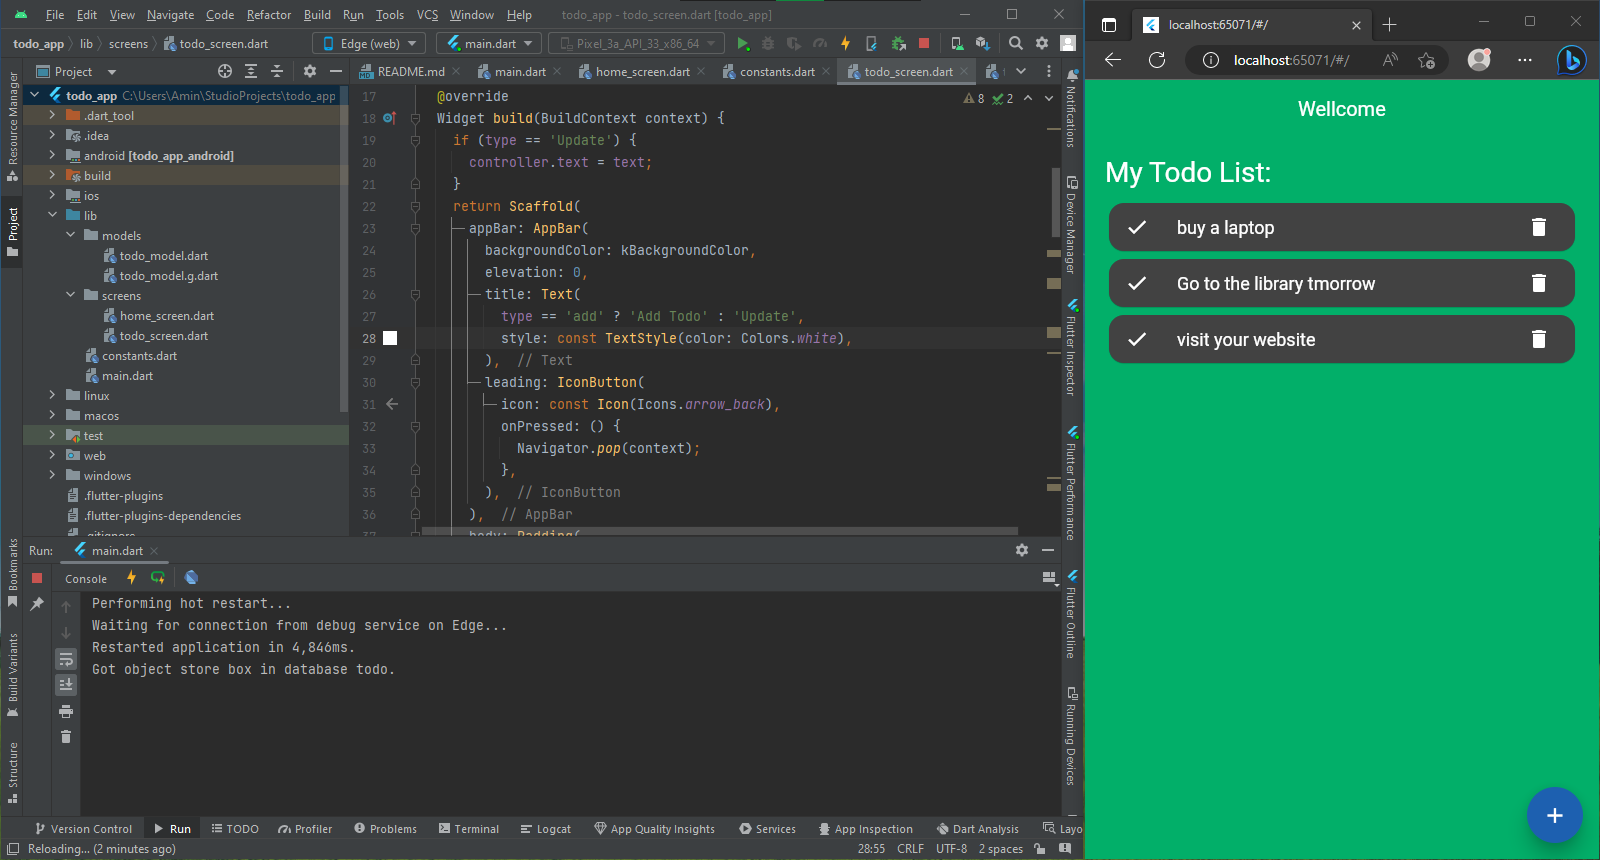 File Edit View Navigate Code Refactor Build Run Tools VCS Window Help todo_app - todo_screen.dart [todo_app]
todo_app lib screens todo_screen.dart Edge (web) main.dart Pixel_3a_API_33_x86_64
Project README.md main.dart home_screen.dart constants.dart todo_screen.dart
Resource Manager
Project
Bookmarks
Build Variants
Structure
todo_app C:\Users\Amin\StudioProjects\todo_app
.dart_tool
.idea
android [todo_app_android]
build
ios
lib
models
todo_model.dart
todo_model.g.dart
screens
home_screen.dart
todo_screen.dart
constants.dart
main.dart
linux
macos
test
web
windows
.flutter-plugins
.flutter-plugins-dependencies
.gitignore
8 2
17 @override
18 Widget build(BuildContext context) {
19 if (type == 'Update') {
20 controller.text = text;
21 }
22 return Scaffold(
23 appBar: AppBar(
24 backgroundColor: kBackgroundColor,
25 elevation: 0,
26 title: Text(
27 type == 'add' ? 'Add Todo' : 'Update',
28 style: const TextStyle(color: Colors.white),
29 ), // Text
30 leading: IconButton(
31 icon: const Icon(Icons.arrow_back),
32 onPressed: () {
33 Navigator.pop(context);
34 },
35 ), // IconButton
36 ), // AppBar
37 body: Padding(
Notifications
Device Manager
Flutter Inspector
Flutter Performance
Flutter Outline
Running Devices
Run: main.dart
Console
Performing hot restart...
Waiting for connection from debug service on Edge...
Restarted application in 4,846ms.
Got object store box in database todo.
Version Control Run TODO Profiler Problems Terminal Logcat App Quality Insights Services App Inspection Dart Analysis Layo
Reloading... (2 minutes ago) 28:55 CRLF UTF-8 2 spaces
localhost:65071/#/
localhost:65071/#/
Wellcome
My Todo List:
buy a laptop
Go to the library tmorrow
visit your website